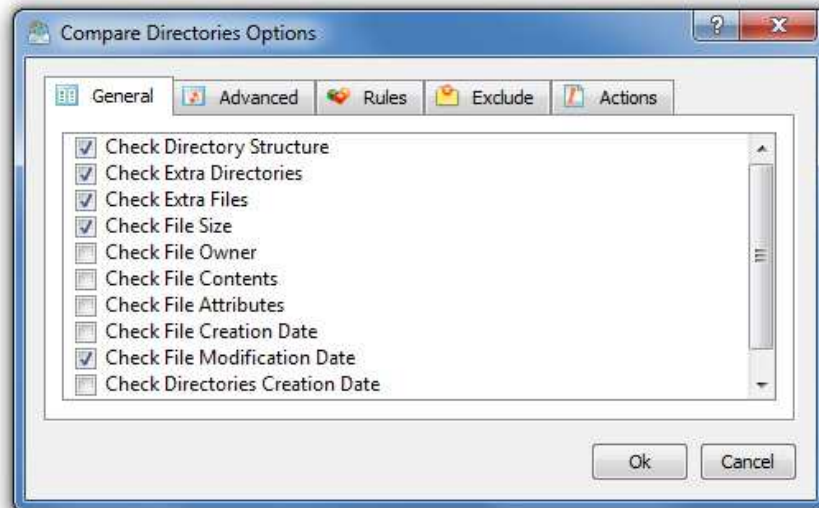 Compare Directories Options
General Advanced Rules Exclude Actions
Check Directory Structure
Check Extra Directories
Check Extra Files
Check File Size
Check File Owner
Check File Contents
Check File Attributes
Check File Creation Date
Check File Modification Date
Check Directories Creation Date
Ok Cancel